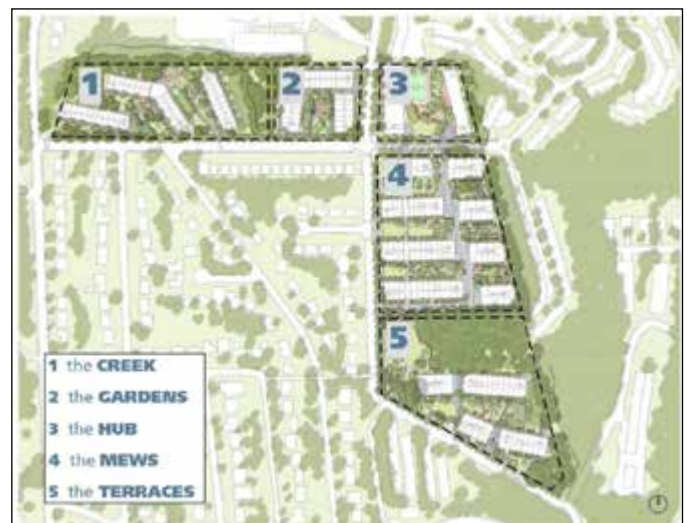 1
2
3
4
5
1 the CREEK
2 the GARDENS
3 the HUB
4 the MEWS
5 the TERRACES